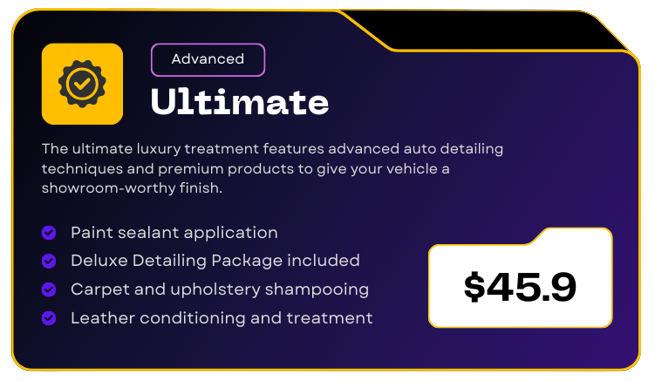 Advanced
Ultimate
The ultimate luxury treatment features advanced auto detailing
techniques and premium products to give your vehicle a
showroom-worthy finish.
Paint sealant application
Deluxe Detailing Package included
Carpet and upholstery shampooing
Leather conditioning and treatment
$45.9